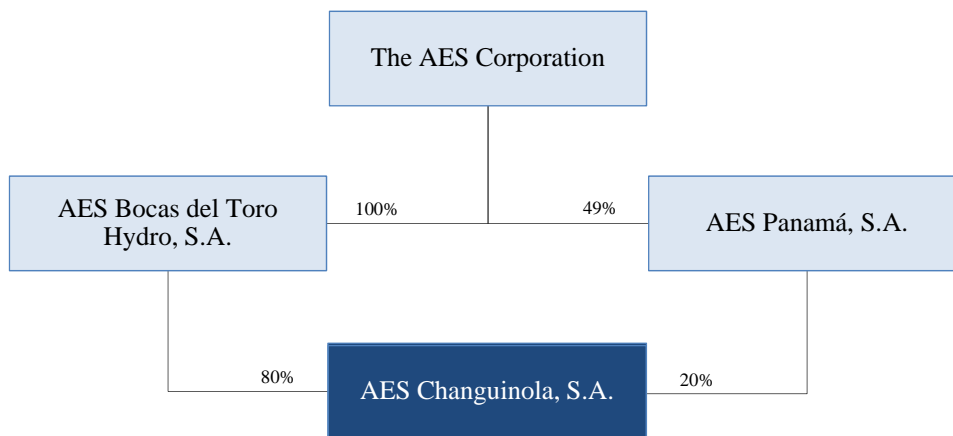 The AES Corporation
AES Bocas del Toro
Hydro, S.A.
100%
49%
AES Panamá, S.A.
80%
AES Changuinola, S.A.
20%